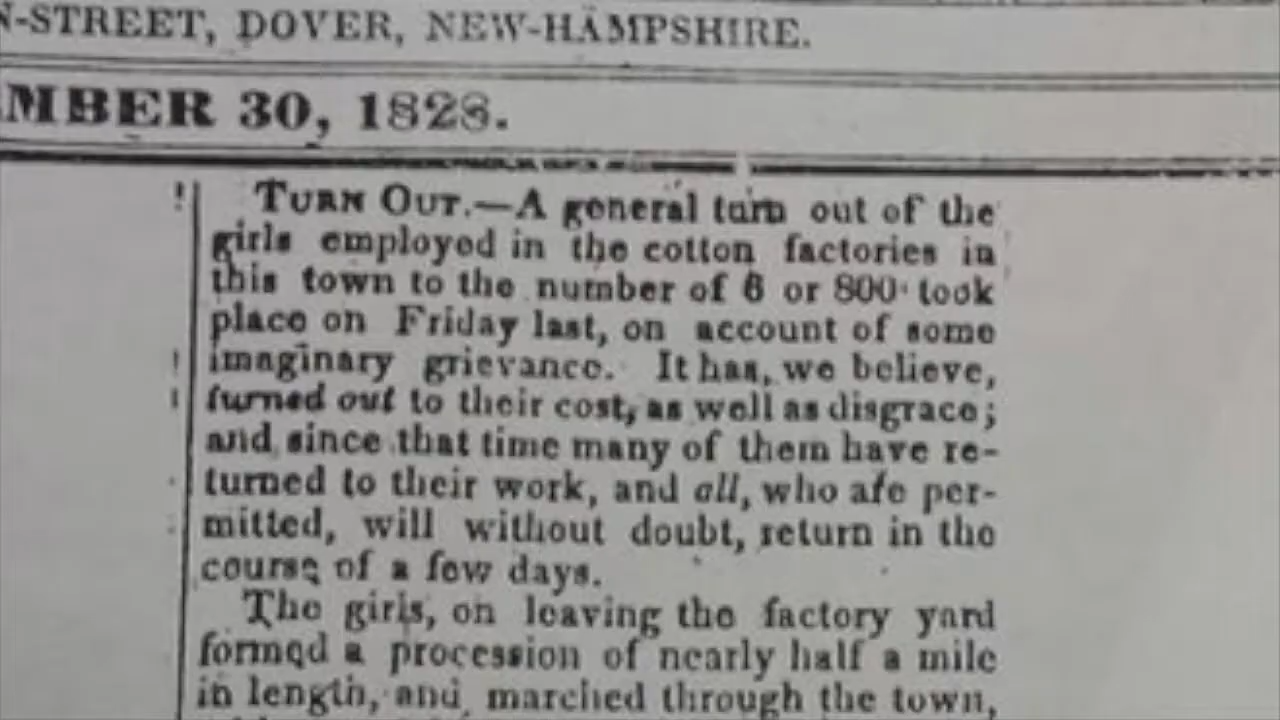 N-STREET, DOVER, NEW-HAMPSHIRE.
MBER 30, 1828.
TURN OUT.—A general turn out of the
girls employed in the cotton factories in
this town to the number of 6 or 800 took
place on Friday last, on account of some
imaginary grievance. It has, we believe,
turned out to their cost, as well as disgrace;
and since that time many of them have re-
turned to their work, and all, who are per-
mitted, will without doubt, return in the
course of a few days.
The girls, on leaving the factory yard
formed a procession of nearly half a mile
in length, and marched through the town,